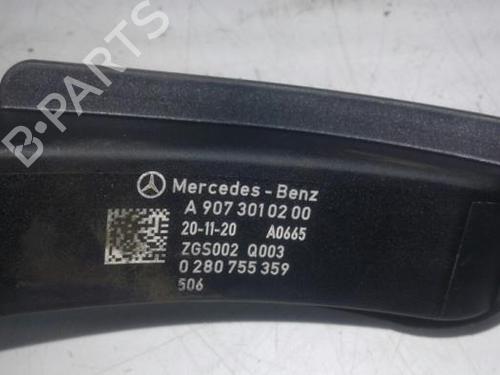 B-PARTS
Mercedes-Benz
A 907 301 02 00
20-11-20 A0665
ZGS002 Q003
0 280 755 359
506